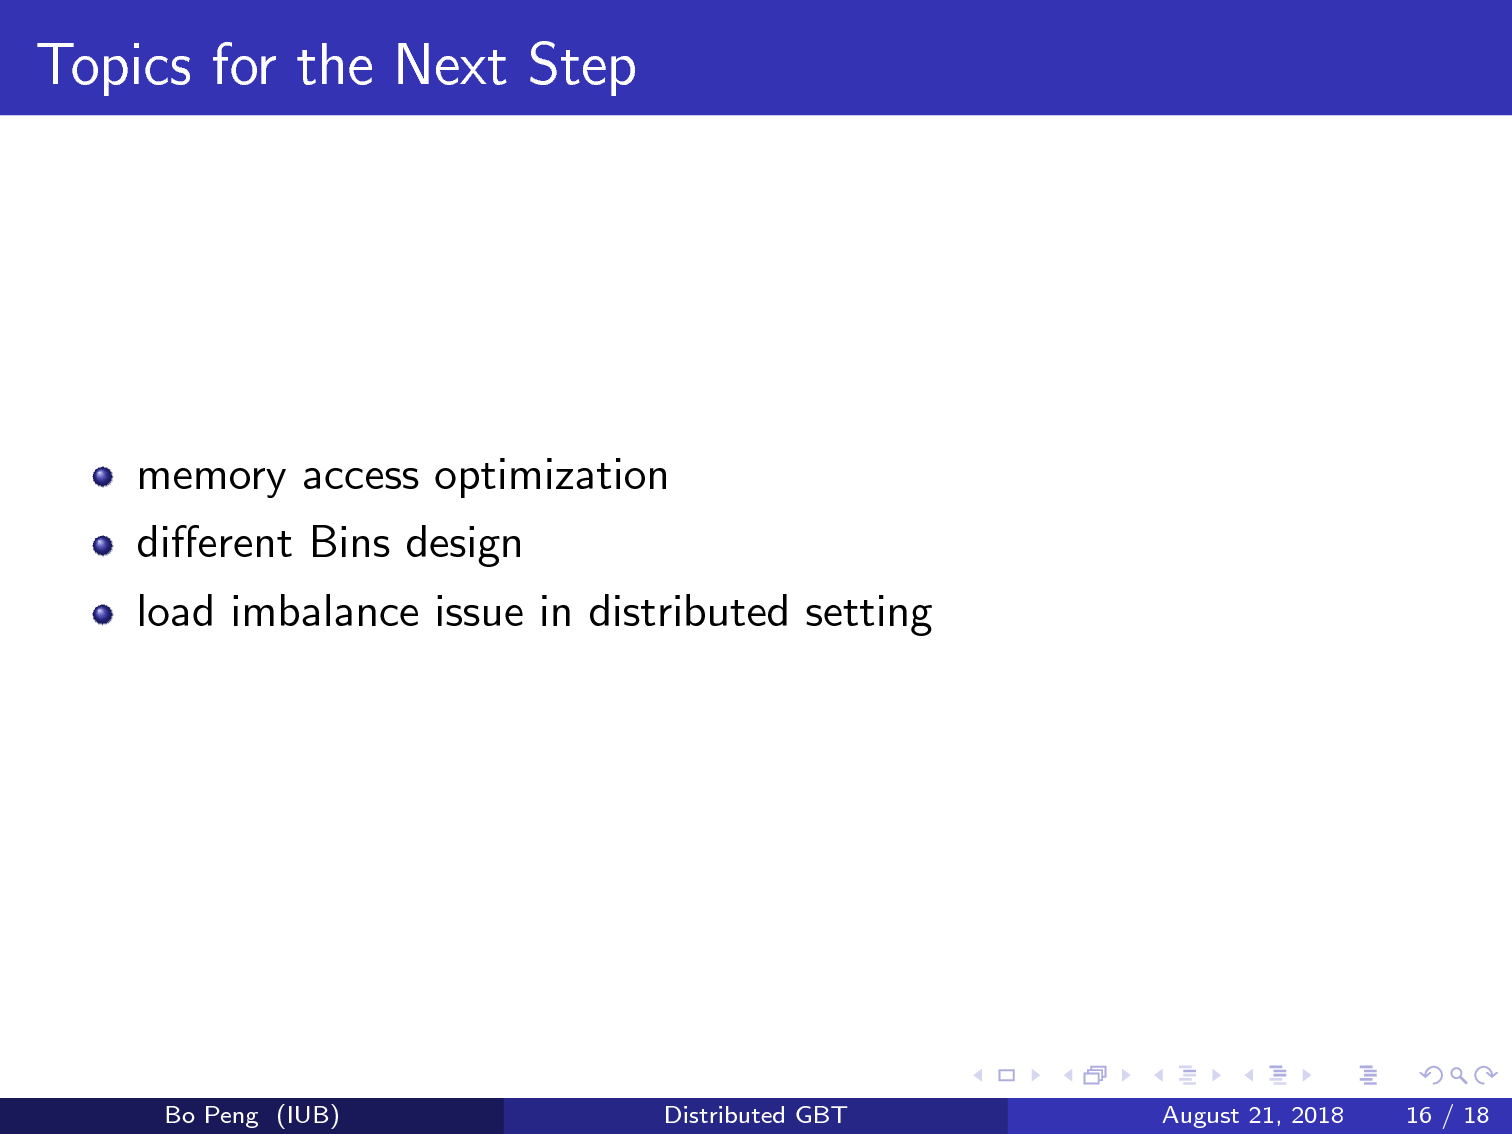 Topics for the Next Step
memory access optimization
different Bins design
load imbalance issue in distributed setting
Bo Peng (IUB) Distributed GBT August 21, 2018 16 / 18